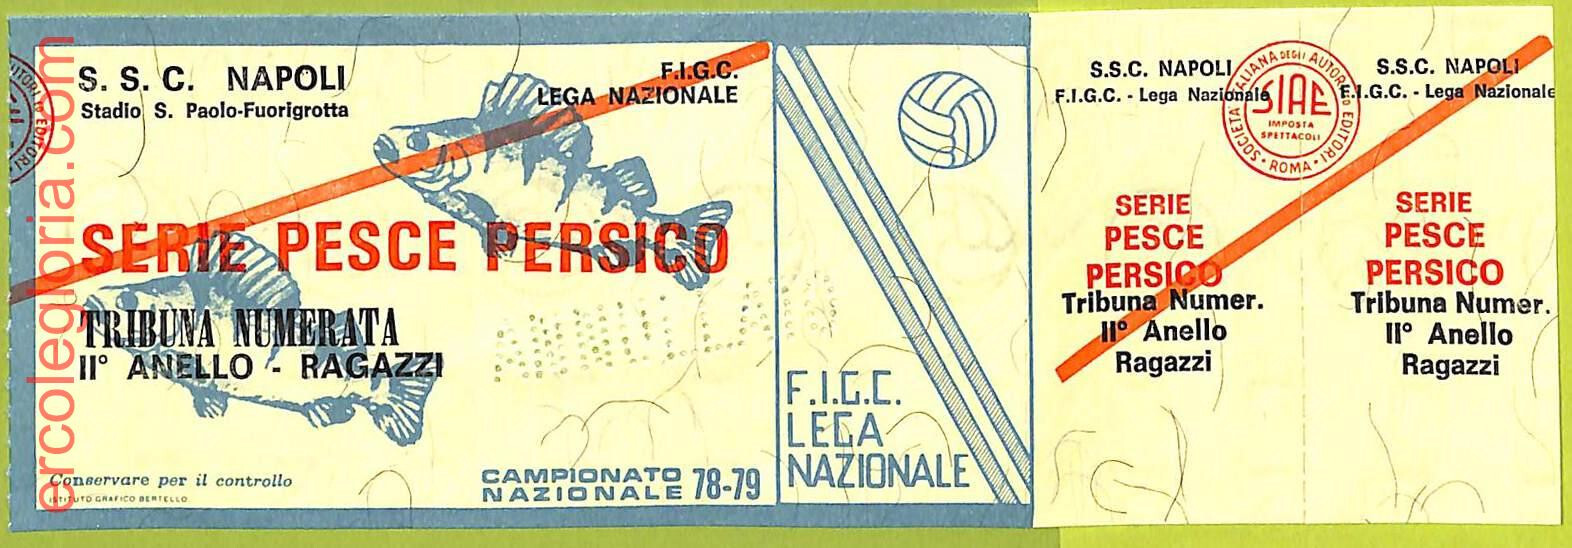 S. S. C. NAPOLI
Stadio S. Paolo-Fuorigrotta
F.I.G.C.
LEGA NAZIONALE
SERIE PESCE PERSICO
TRIBUNA NUMERATA
II° ANELLO - RAGAZZI
Conservare per il controllo
ISTITUTO GRAFICO BERTELLO
CAMPIONATO
NAZIONALE 78-79
F.I.G.C.
LEGA
NAZIONALE
S.S.C. NAPOLI
F.I.G.C. - Lega Nazionale
SERIE
PESCE
PERSICO
Tribuna Numer.
II° Anello
Ragazzi
SOCIETÀ ITALIANA DEGLI AUTORI ED EDITORI
SIAE
IMPOSTA
SPETTACOLI
· ROMA ·
S.S.C. NAPOLI
F.I.G.C. - Lega Nazionale
SERIE
PESCE
PERSICO
Tribuna Numer.
II° Anello
Ragazzi
ercolegloria.com